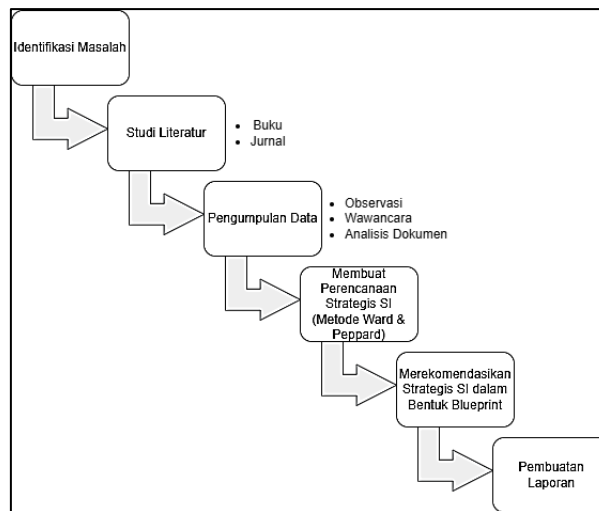 Identifikasi Masalah
Studi Literatur
• Buku
• Jurnal
Pengumpulan Data
• Observasi
• Wawancara
• Analisis Dokumen
Membuat
Perencanaan
Strategis SI
(Metode Ward &
Peppard)
Merekomendasikan
Strategis SI dalam
Bentuk Blueprint
Pembuatan
Laporan